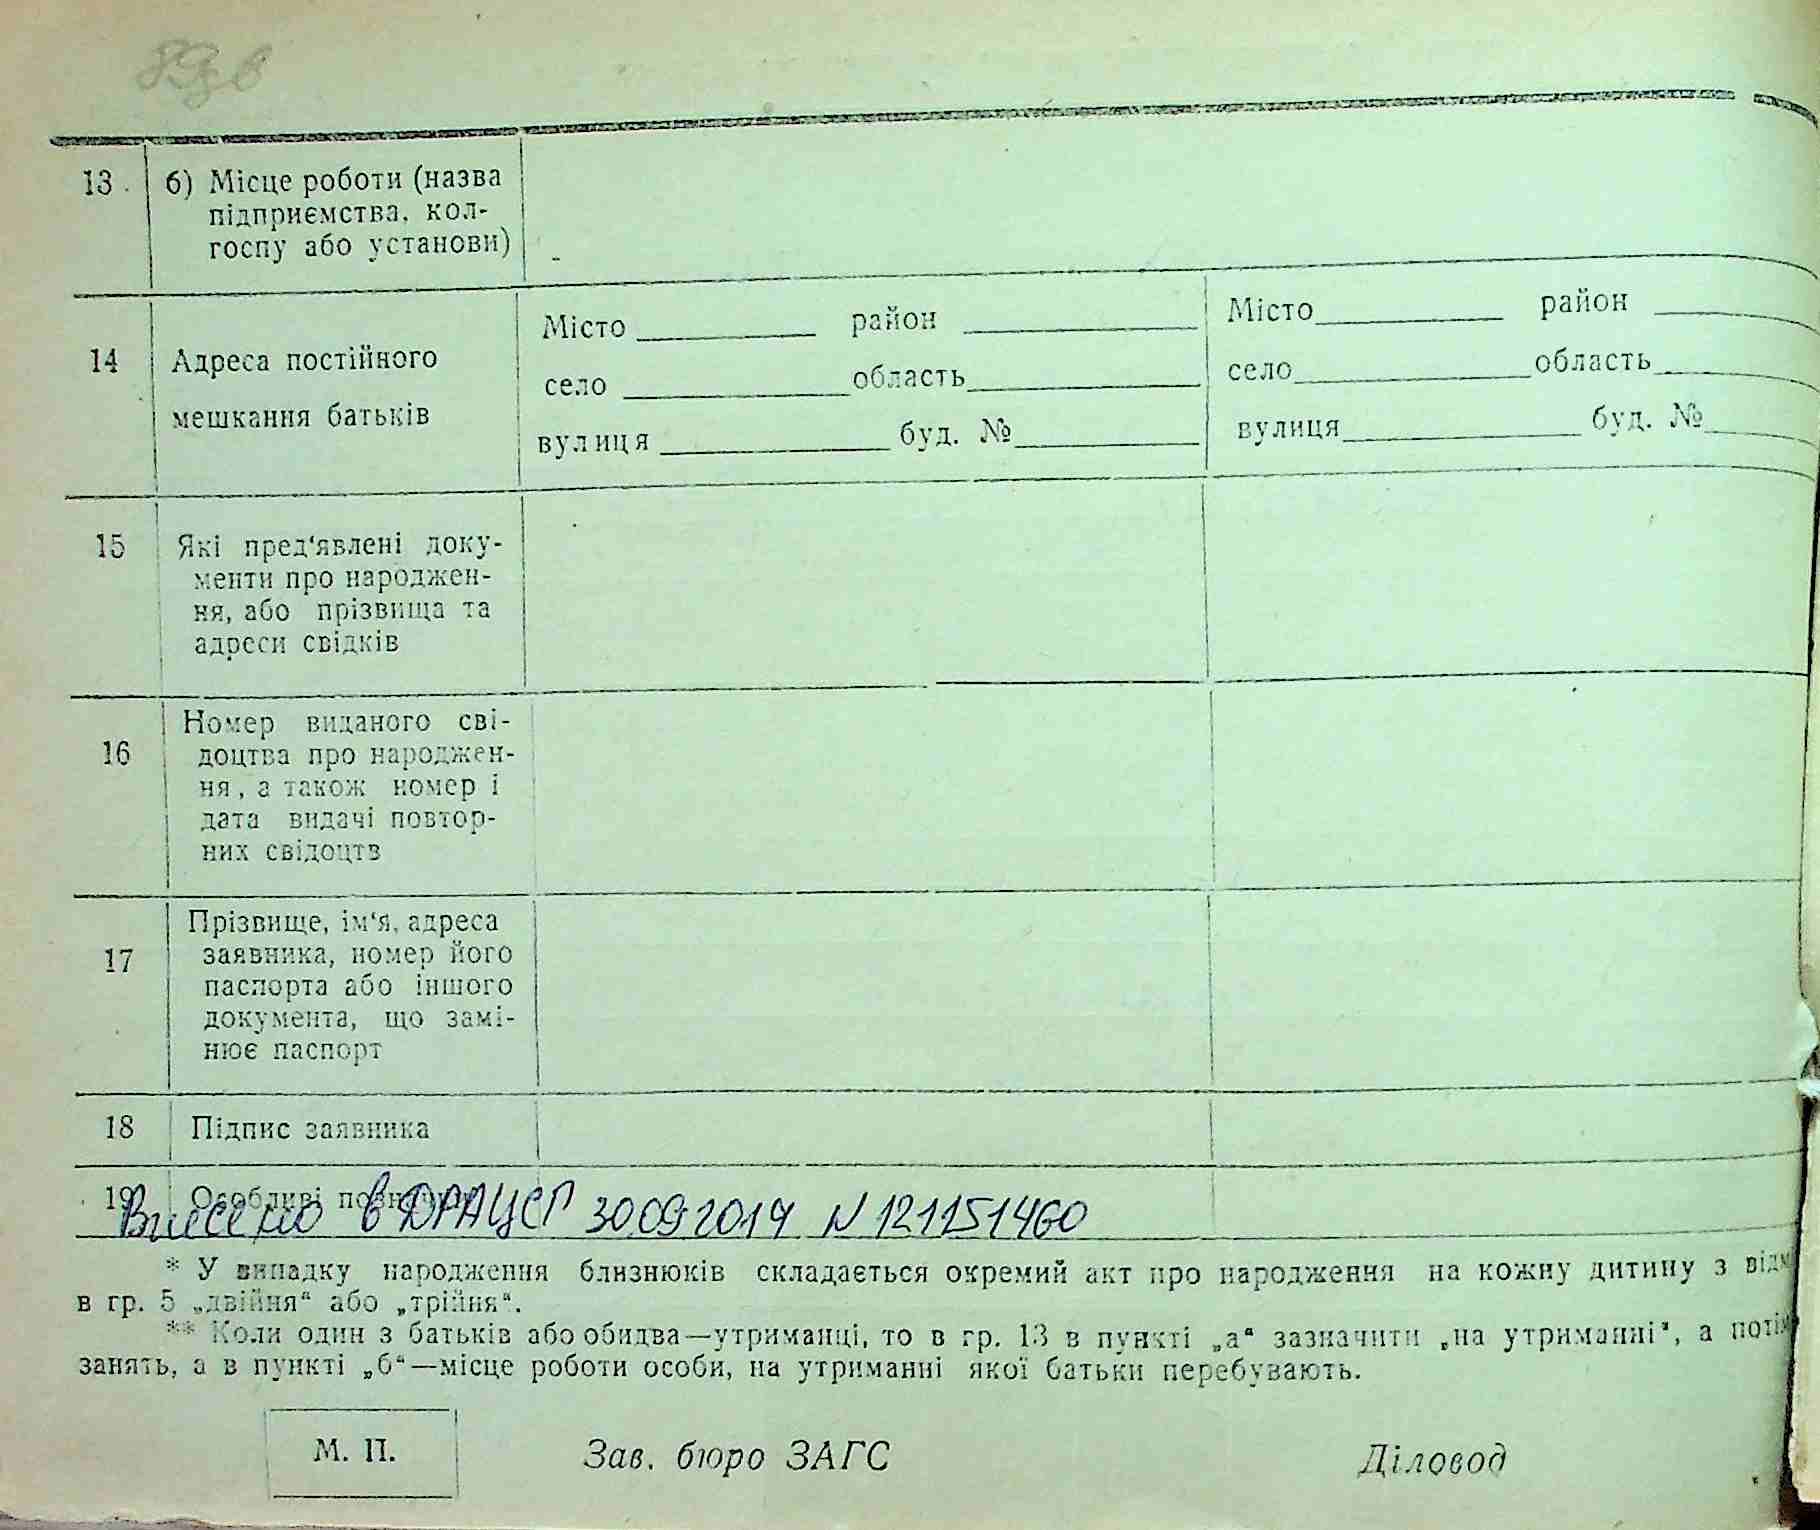 13 б) Місце роботи (назва
підприємства, кол-
госпу або установи)
14 Адреса постійного
мешкання батьків
Місто район
село область
вулиця буд. №
Місто район
село область
вулиця буд. №
15 Які пред‘явлені доку-
менти про народжен-
ня, або прізвища та
адреси свідків
16 Номер виданого сві-
доцтва про народжен-
ня, а також номер і
дата видачі повтор-
них свідоцтв
17 Прізвище, ім‘я, адреса
заявника, номер його
паспорта або іншого
документа, що замі-
нює паспорт
18 Підпис заявника
19 Особливі позначки
Внесено в ДРАЦСГ 30092014 N 121151460
* У випадку народження близнюків складається окремий акт про народження на кожну дитину з відм
в гр. 5 „двійня“ або „трійня“.
** Коли один з батьків або обидва—утриманці, то в гр. 13 в пункті „а“ зазначити „на утриманні“, а потім
занять, а в пункті „б“—місце роботи особи, на утриманні якої батьки перебувають.
М. П. Зав. бюро ЗАГС Діловод